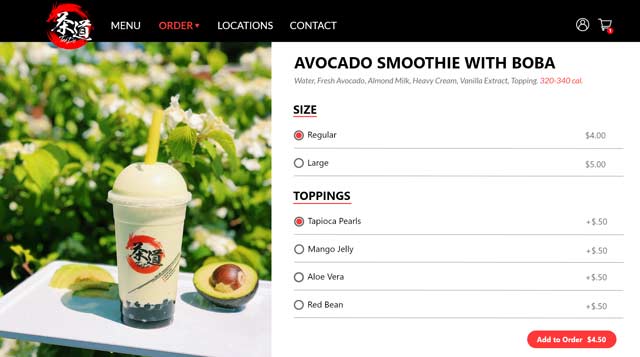 茶道
MENU
ORDER
LOCATIONS
CONTACT
1
AVOCADO SMOOTHIE WITH BOBA
Water, Fresh Avocado, Almond Milk, Heavy Cream, Vanilla Extract, Topping. 320-340 cal.
SIZE
Regular $4.00
Large $5.00
TOPPINGS
Tapioca Pearls +$.50
Mango Jelly +$.50
Aloe Vera +$.50
Red Bean +$.50
Add to Order $4.50
茶道